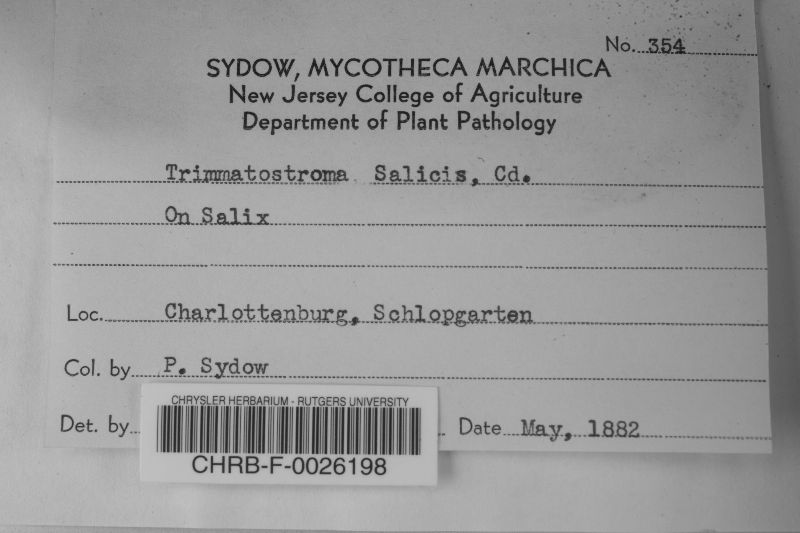 No. 354
SYDOW, MYCOTHECA MARCHICA
New Jersey College of Agriculture
Department of Plant Pathology
Trimmatostroma Salicis, Cd.
On Salix
Loc. Charlottenburg, Schlopgarten
Col. by P. Sydow
Det. by
Date May, 1882
CHRYSLER HERBARIUM - RUTGERS UNIVERSITY
CHRB-F-0026198